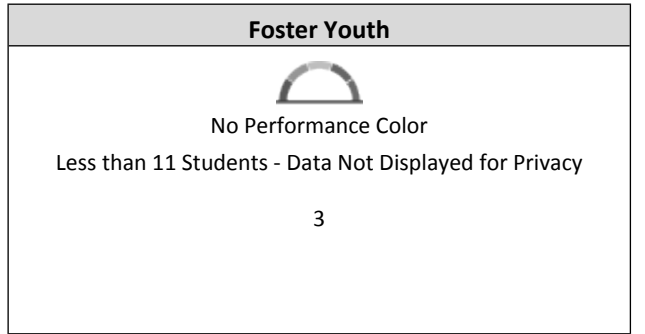 Foster Youth
No Performance Color
Less than 11 Students - Data Not Displayed for Privacy
3